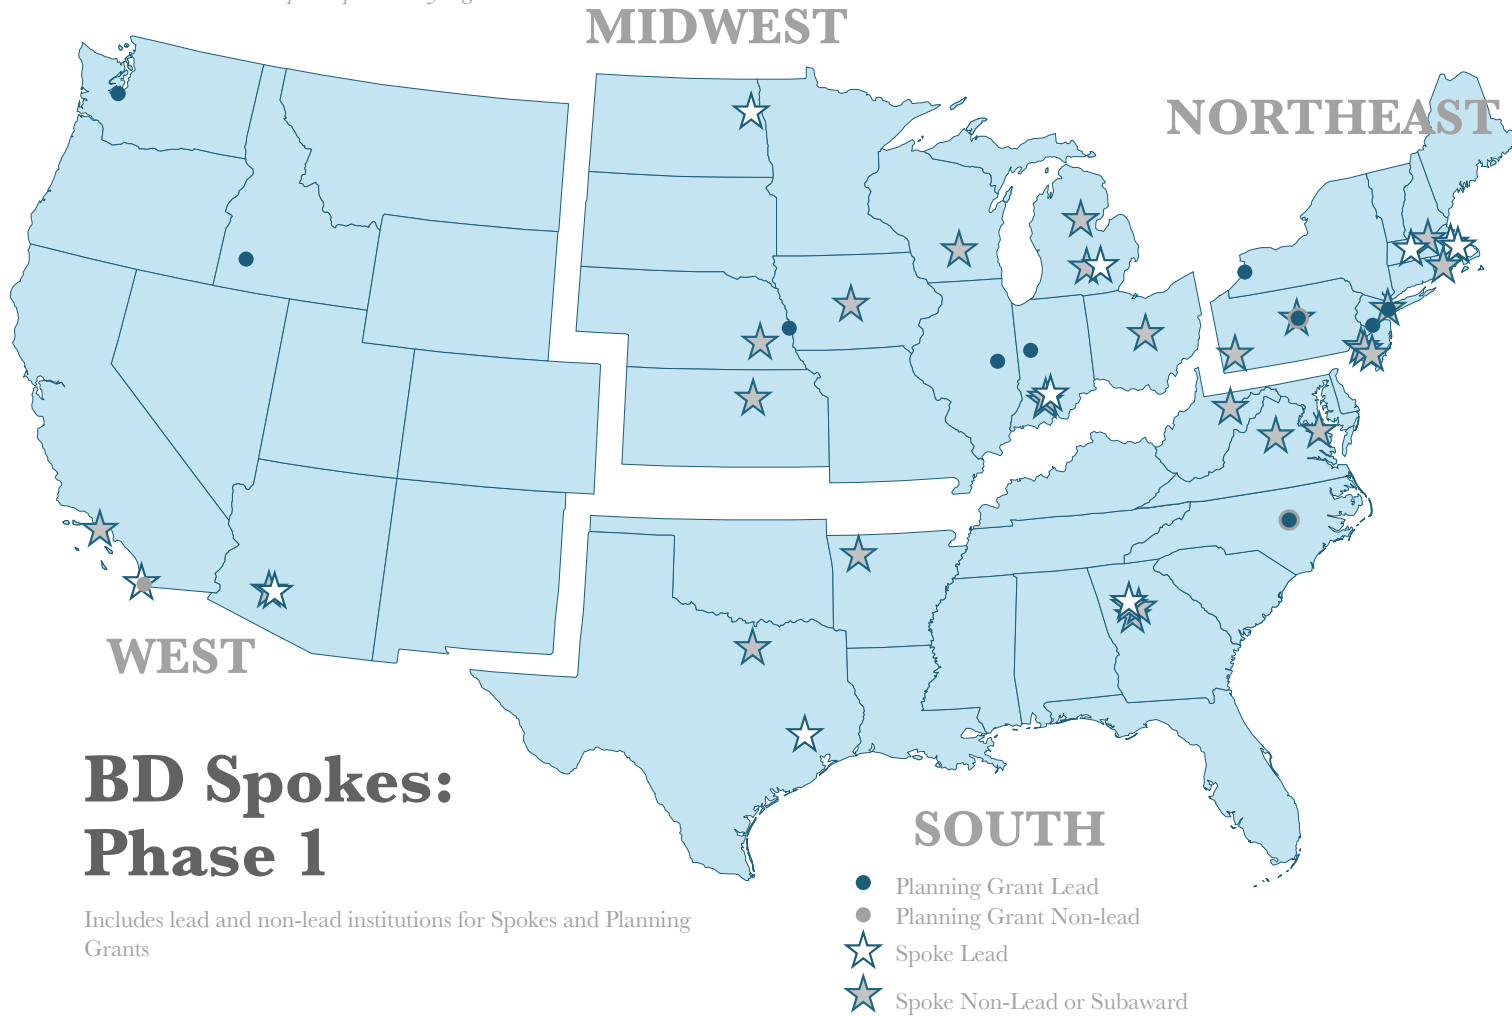 MIDWEST
NORTHEAST
WEST
BD Spokes:
Phase 1
Includes lead and non-lead institutions for Spokes and Planning
Grants
SOUTH
Planning Grant Lead
Planning Grant Non-lead
Spoke Lead
Spoke Non-Lead or Subaward